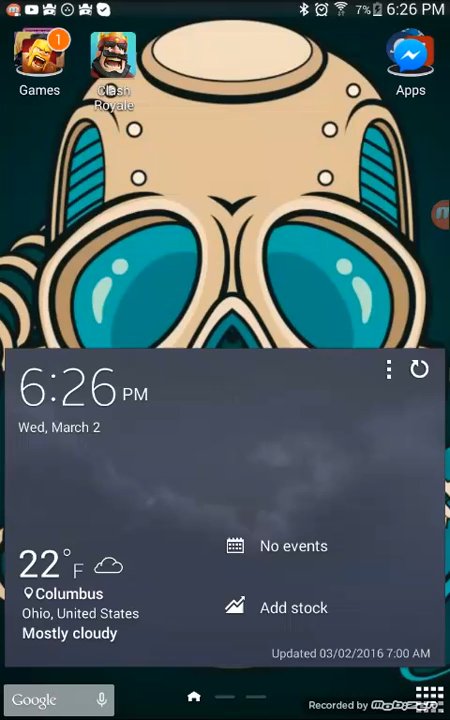 7% 6:26 PM
1
Games
Clash Royale
Apps
6:26 PM
Wed, March 2
No events
22°F
Columbus
Ohio, United States
Add stock
Mostly cloudy
Updated 03/02/2016 7:00 AM
Google
Recorded by mobizen